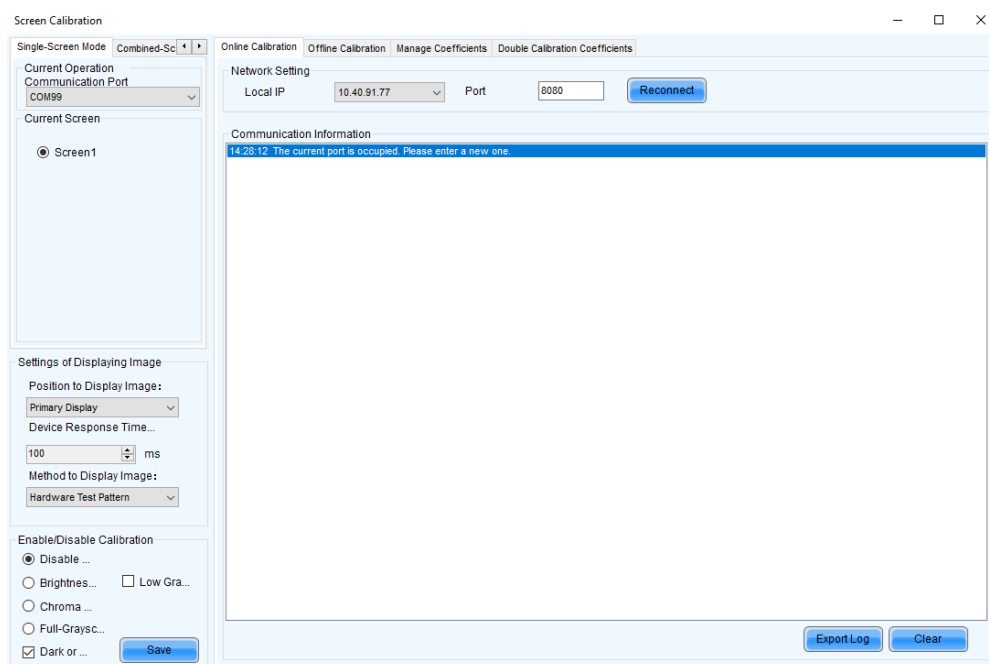 Screen Calibration
Single-Screen Mode
Combined-Sc
Current Operation
Communication Port
COM99
Current Screen
Screen1
Settings of Displaying Image
Position to Display Image:
Primary Display
Device Response Time...
100 ms
Method to Display Image:
Hardware Test Pattern
Enable/Disable Calibration
Disable ...
Brightnes... Low Gra...
Chroma ...
Full-Graysc...
Dark or ... Save
Online Calibration Offline Calibration Manage Coefficients Double Calibration Coefficients
Network Setting
Local IP 10.40.91.77 Port 8080 Reconnect
Communication Information
14:28:12 The current port is occupied. Please enter a new one.
Export Log Clear